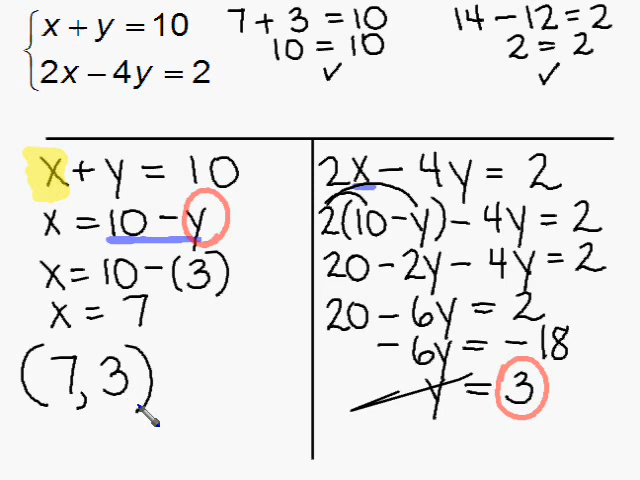 x + y = 10
2x − 4y = 2
7 + 3 = 10
10 = 10
✓
14 − 12 = 2
2 = 2
✓
x + y = 10
x = 10 − y
x = 10 − (3)
x = 7
(7, 3)
2x − 4y = 2
2(10 − y) − 4y = 2
20 − 2y − 4y = 2
20 − 6y = 2
− 6y = − 18
y = 3